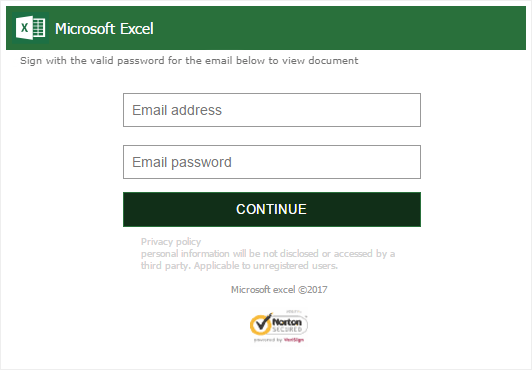 X
Microsoft Excel
Sign with the valid password for the email below to view document
Email address
Email password
CONTINUE
Privacy policy
personal information will be not disclosed or accessed by a
third party. Applicable to unregistered users.
Microsoft excel ©2017
Norton
SECURED
powered by VeriSign